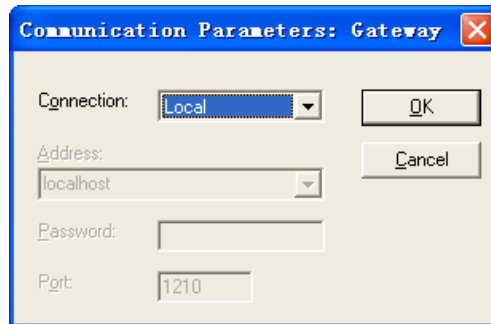 Communication Parameters: Gateway
Connection: Local OK
Address: Cancel
localhost
Password:
Port: 1210